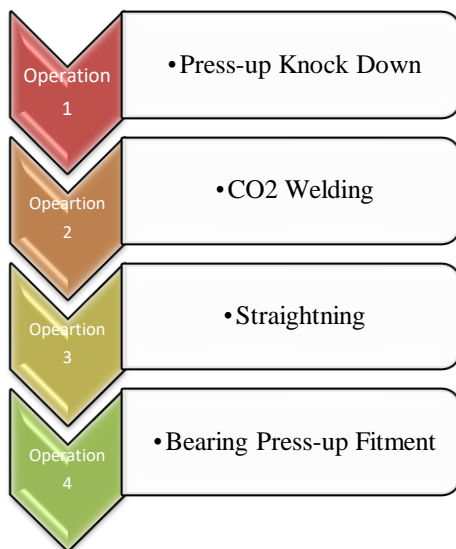 Operation
1
•Press-up Knock Down
Opeartion
2
•CO2 Welding
Opeartion
3
•Straightning
Operation
4
•Bearing Press-up Fitment